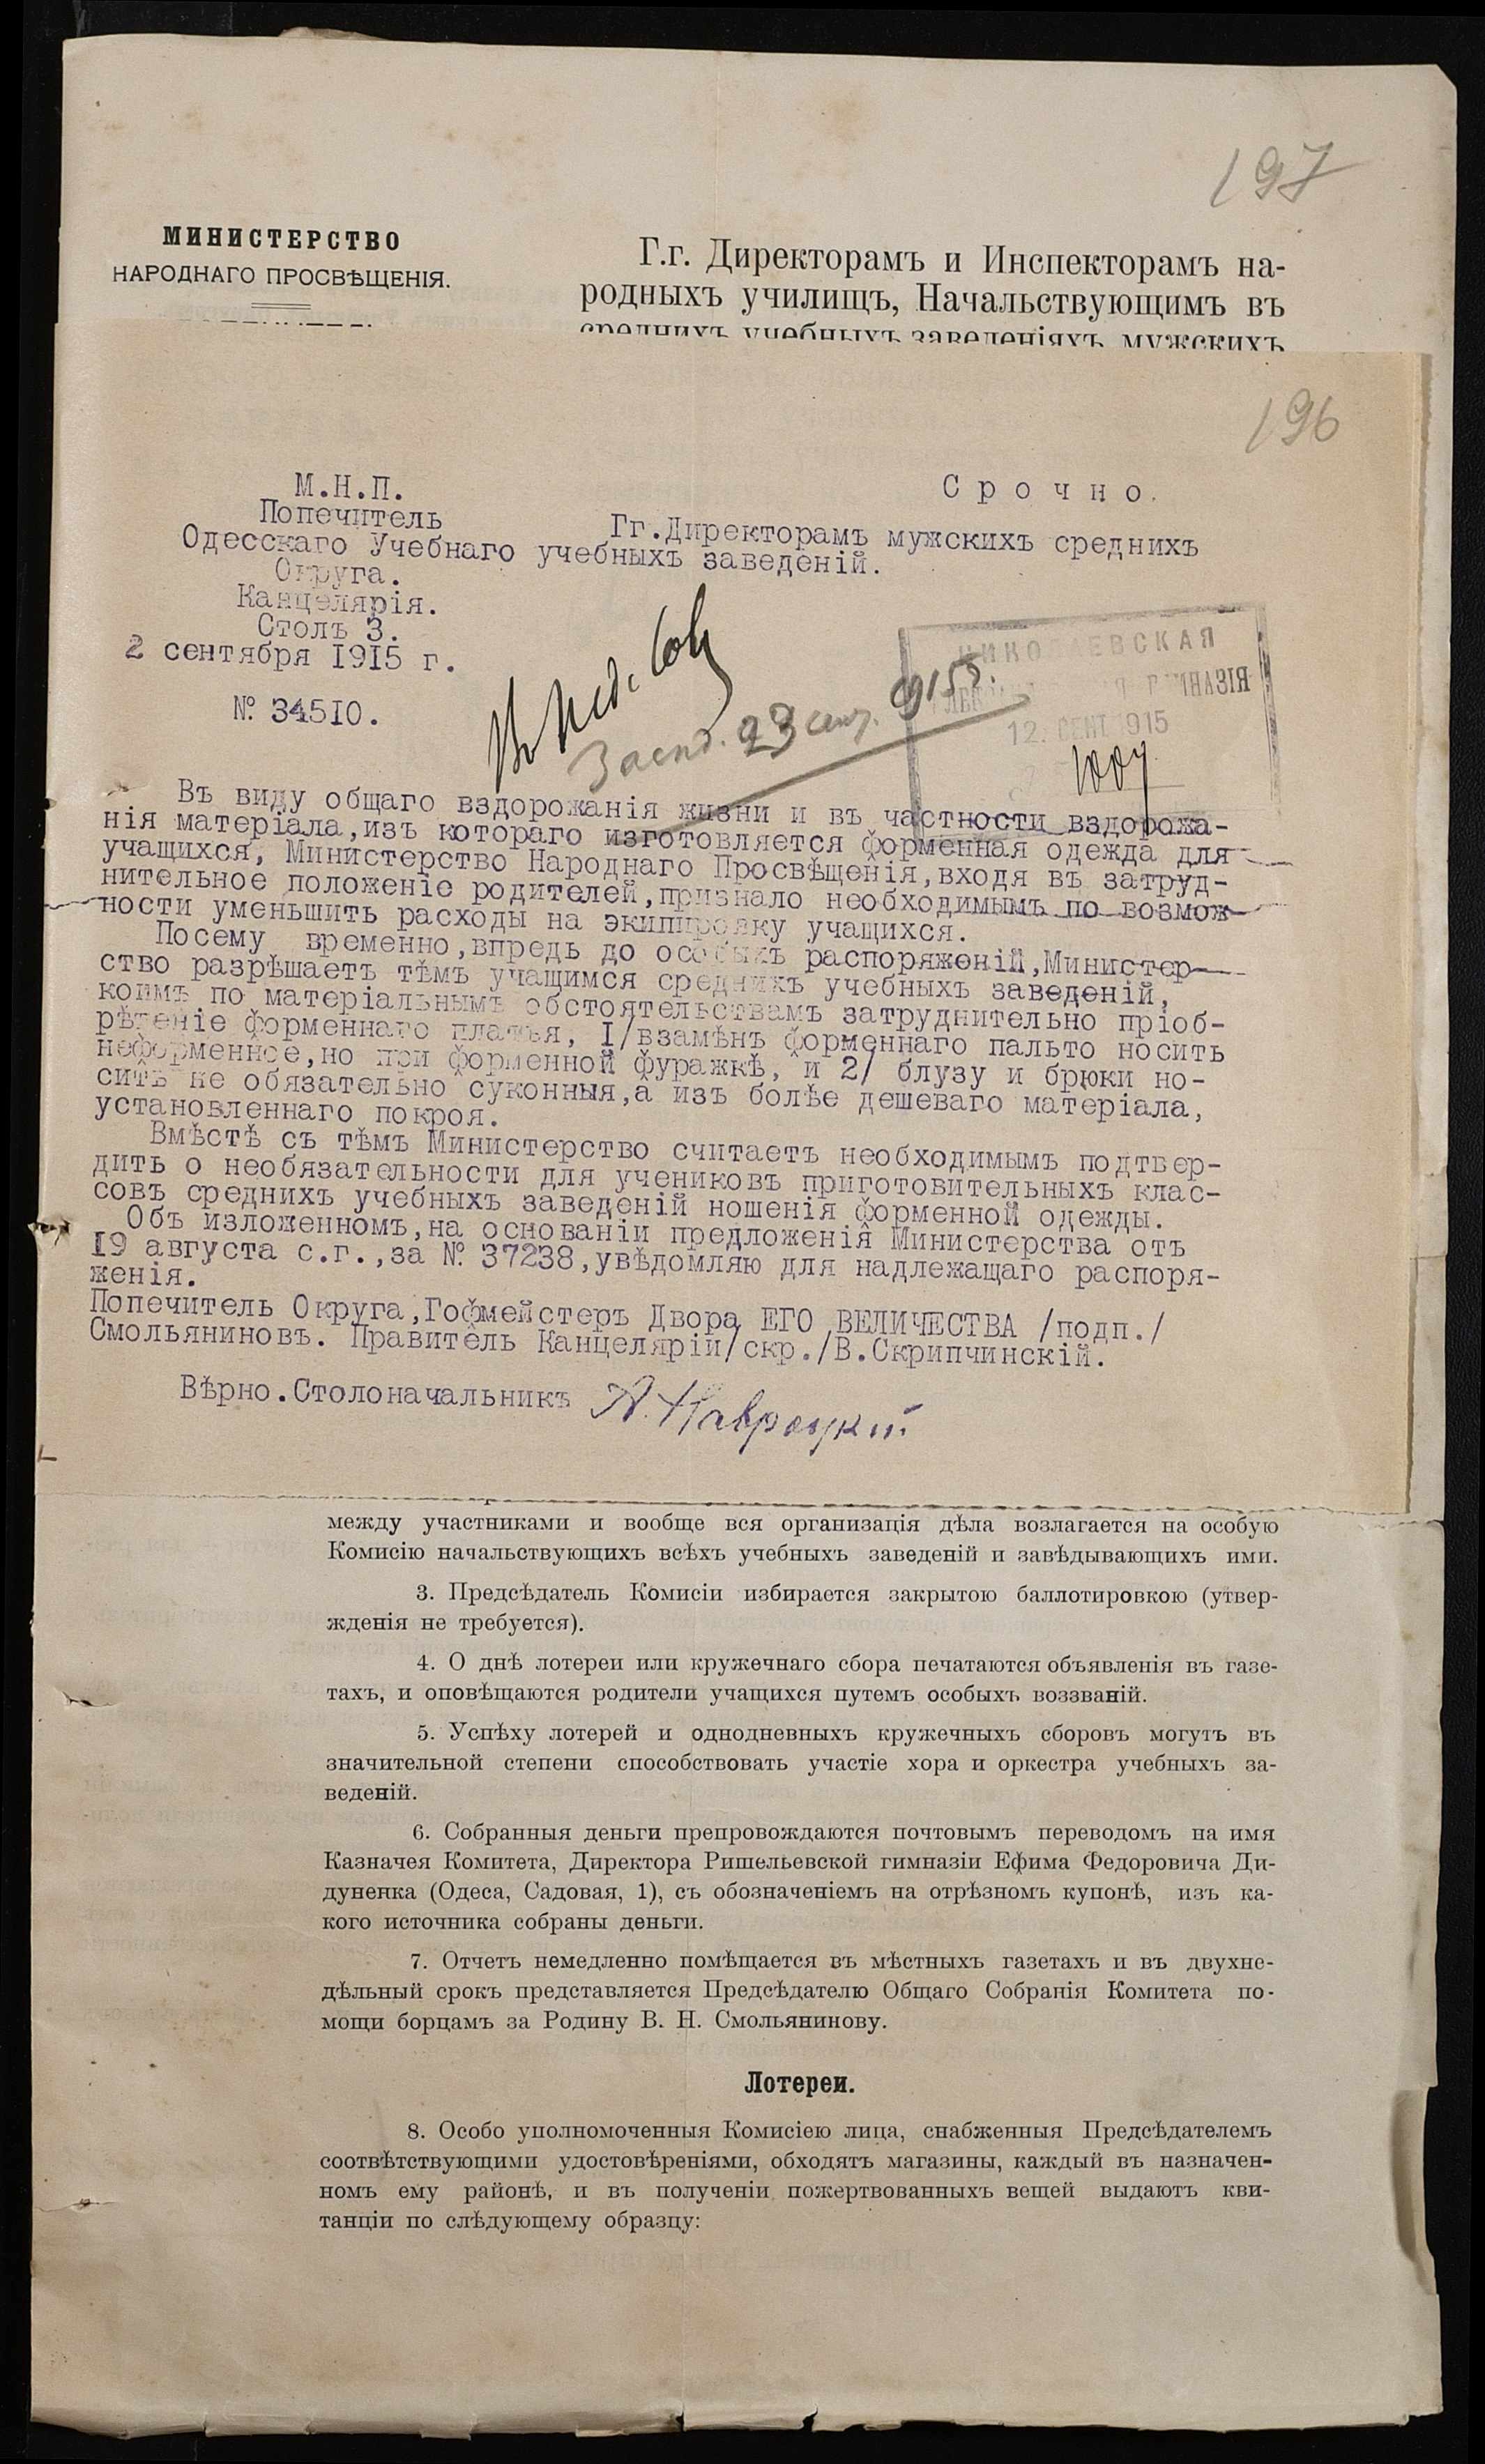 197
МИНИСТЕРСТВО
НАРОДНАГО ПРОСВѢЩЕНІЯ.
Г.г. Директорамъ и Инспекторамъ на-
родныхъ училищъ, Начальствующимъ въ
среднихъ учебныхъ заведеніяхъ мужскихъ
196
М.Н.П.
Попечитель
Одесскаго Учебнаго
Округа.
Канцелярія.
Столъ 3.
2 сентября 1915 г.
№ 34510.
Срочно.
Гг.Директорамъ мужскихъ среднихъ
учебныхъ заведеній.
Въ пед. Сов
Засѣд. 23 сент. 1915 г.
НИКОЛАЕВСКАЯ
ГИМНАЗІЯ
12. СЕНТ 1915
1007
Въ виду общаго вздорожанія жизни и въ частности вздорожа-
нія матеріала,изъ котораго изготовляется форменная одежда для
учащихся, Министерство Народнаго Просвѣщенія,входя въ затруд-
нительное положеніе родителей,признало необходимымъ по возмож-
ности уменьшить расходы на экипировку учащихся.
Посему временно,впредь до особыхъ распоряженій,Министер-
ство разрѣшаетъ тѣмъ учащимся среднихъ учебныхъ заведеній,
коимъ по матеріальнымъ обстоятельствамъ затруднительно пріоб-
рѣтеніе форменнаго платья, I/взамѣнъ форменнаго пальто носить
неформенное,но при форменной фуражкѣ, и 2/ блузу и брюки но-
сить не обязательно суконныя,а изъ болѣе дешеваго матеріала,
установленнаго покроя.
Вмѣстѣ съ тѣмъ Министерство считаетъ необходимымъ подтвер-
дить о необязательности для учениковъ приготовительныхъ клас-
совъ среднихъ учебныхъ заведеній ношенія форменной одежды.
Объ изложенномъ,на основаніи предложенія Министерства отъ
19 августа с.г.,за № 37238,увѣдомляю для надлежащаго распоря-
женія.
Попечитель Округа,Гофмейстеръ Двора ЕГО ВЕЛИЧЕСТВА /подп./
Смольяниновъ. Правитель Канцеляріи/скр./В.Скрипчинскій.
Вѣрно.Столоначальникъ А. Навроцкій
между участниками и вообще вся организація дѣла возлагается на особую
Комисію начальствующихъ всѣхъ учебныхъ заведеній и завѣдывающихъ ими.
3. Предсѣдатель Комисіи избирается закрытою баллотировкою (утвер-
жденія не требуется).
4. О днѣ лотереи или кружечнаго сбора печатаются объявленія въ газе-
тахъ, и оповѣщаются родители учащихся путемъ особыхъ воззваній.
5. Успѣху лотерей и однодневныхъ кружечныхъ сборовъ могутъ въ
значительной степени способствовать участіе хора и оркестра учебныхъ за-
веденій.
6. Собранныя деньги препровождаются почтовымъ переводомъ на имя
Казначея Комитета, Директора Ришельевской гимназіи Ефима Федоровича Ди-
дуненка (Одеса, Садовая, 1), съ обозначеніемъ на отрѣзномъ купонѣ, изъ ка-
кого источника собраны деньги.
7. Отчетъ немедленно помѣщается въ мѣстныхъ газетахъ и въ двухне-
дѣльный срокъ представляется Предсѣдателю Общаго Собранія Комитета по-
мощи борцамъ за Родину В. Н. Смольянинову.
Лотереи.
8. Особо уполномоченныя Комисіею лица, снабженныя Предсѣдателемъ
соотвѣтствующими удостовѣреніями, обходятъ магазины, каждый въ назначен-
номъ ему районѣ, и въ полученіи пожертвованныхъ вещей выдаютъ кви-
танціи по слѣдующему образцу: